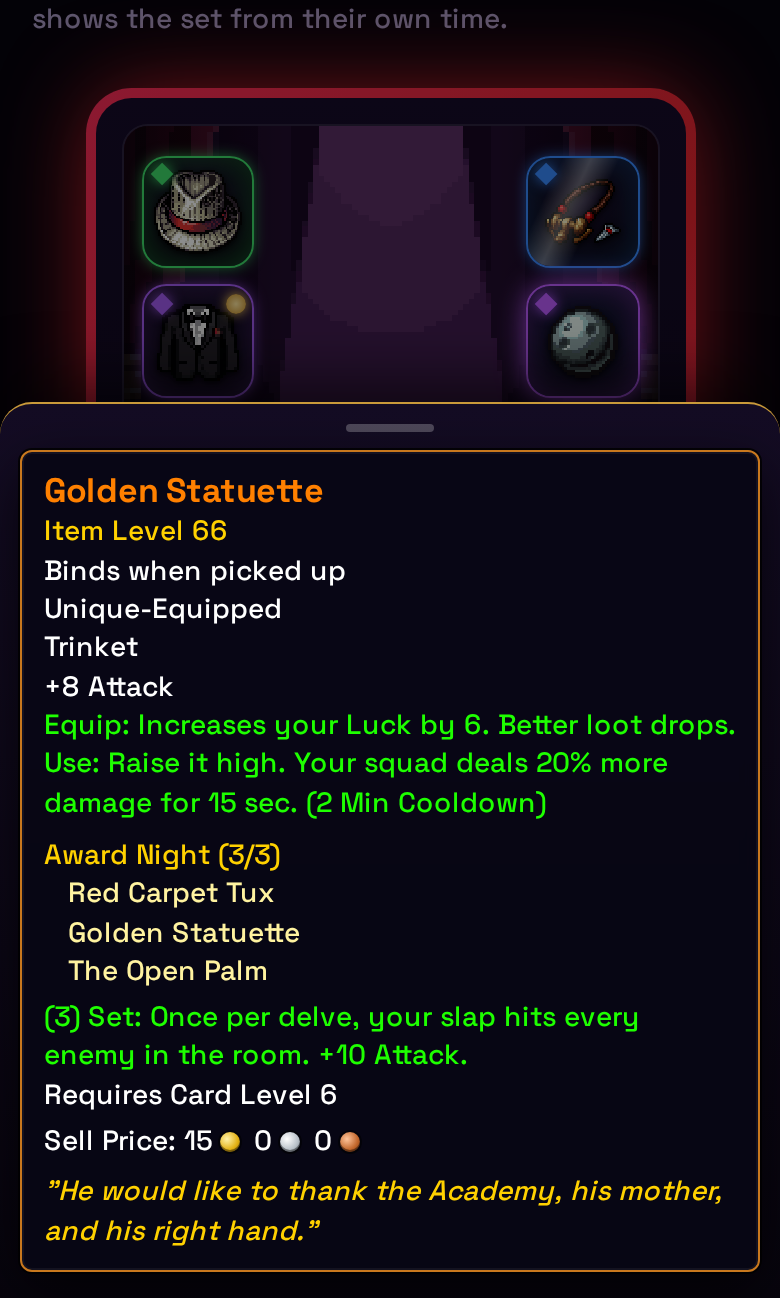 shows the set from their own time.
Golden Statuette
Item Level 66
Binds when picked up
Unique-Equipped
Trinket
+8 Attack
Equip: Increases your Luck by 6. Better loot drops.
Use: Raise it high. Your squad deals 20% more
damage for 15 sec. (2 Min Cooldown)
Award Night (3/3)
Red Carpet Tux
Golden Statuette
The Open Palm
(3) Set: Once per delve, your slap hits every
enemy in the room. +10 Attack.
Requires Card Level 6
Sell Price: 15 0 0
"He would like to thank the Academy, his mother,
and his right hand."